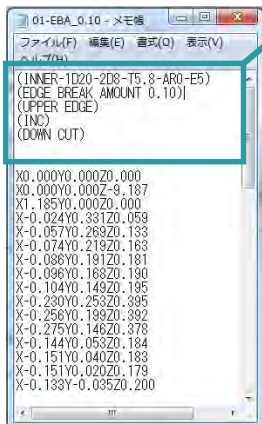 01-EBA_0.10 - メモ帳
ファイル(F) 編集(E) 書式(O) 表示(V)
ヘルプ(H)
(INNER-1D20-2D8-T5.8-AR0-E5)
(EDGE BREAK AMOUNT 0.10)
(UPPER EDGE)
(INC)
(DOWN CUT)
X0.000Y0.000Z0.000
X0.000Y0.000Z-9.187
X1.185Y0.000Z0.000
X-0.024Y0.331Z0.059
X-0.057Y0.269Z0.133
X-0.074Y0.219Z0.163
X-0.086Y0.191Z0.181
X-0.096Y0.168Z0.190
X-0.104Y0.149Z0.195
X-0.230Y0.253Z0.395
X-0.256Y0.199Z0.392
X-0.275Y0.146Z0.378
X-0.144Y0.053Z0.184
X-0.151Y0.040Z0.183
X-0.151Y0.020Z0.179
X-0.133Y-0.035Z0.200